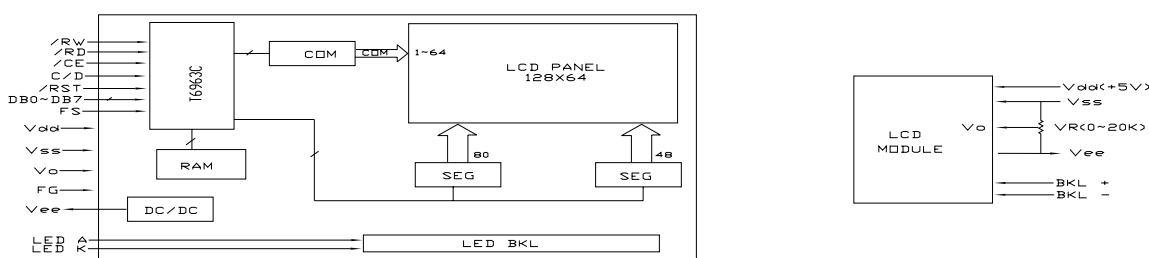 /RW
/RD
/CE
C/D
/RST
DB0~DB7
FS
Vdd
Vss
Vo
FG
Vee
LED A
LED K
T6963C
RAM
DC/DC
COM
COM
1~64
LCD PANEL
128X64
80
48
SEG
SEG
LED BKL
LCD
MODULE
Vo
Vdd(+5V)
Vss
VR(0~20K)
Vee
BKL +
BKL -